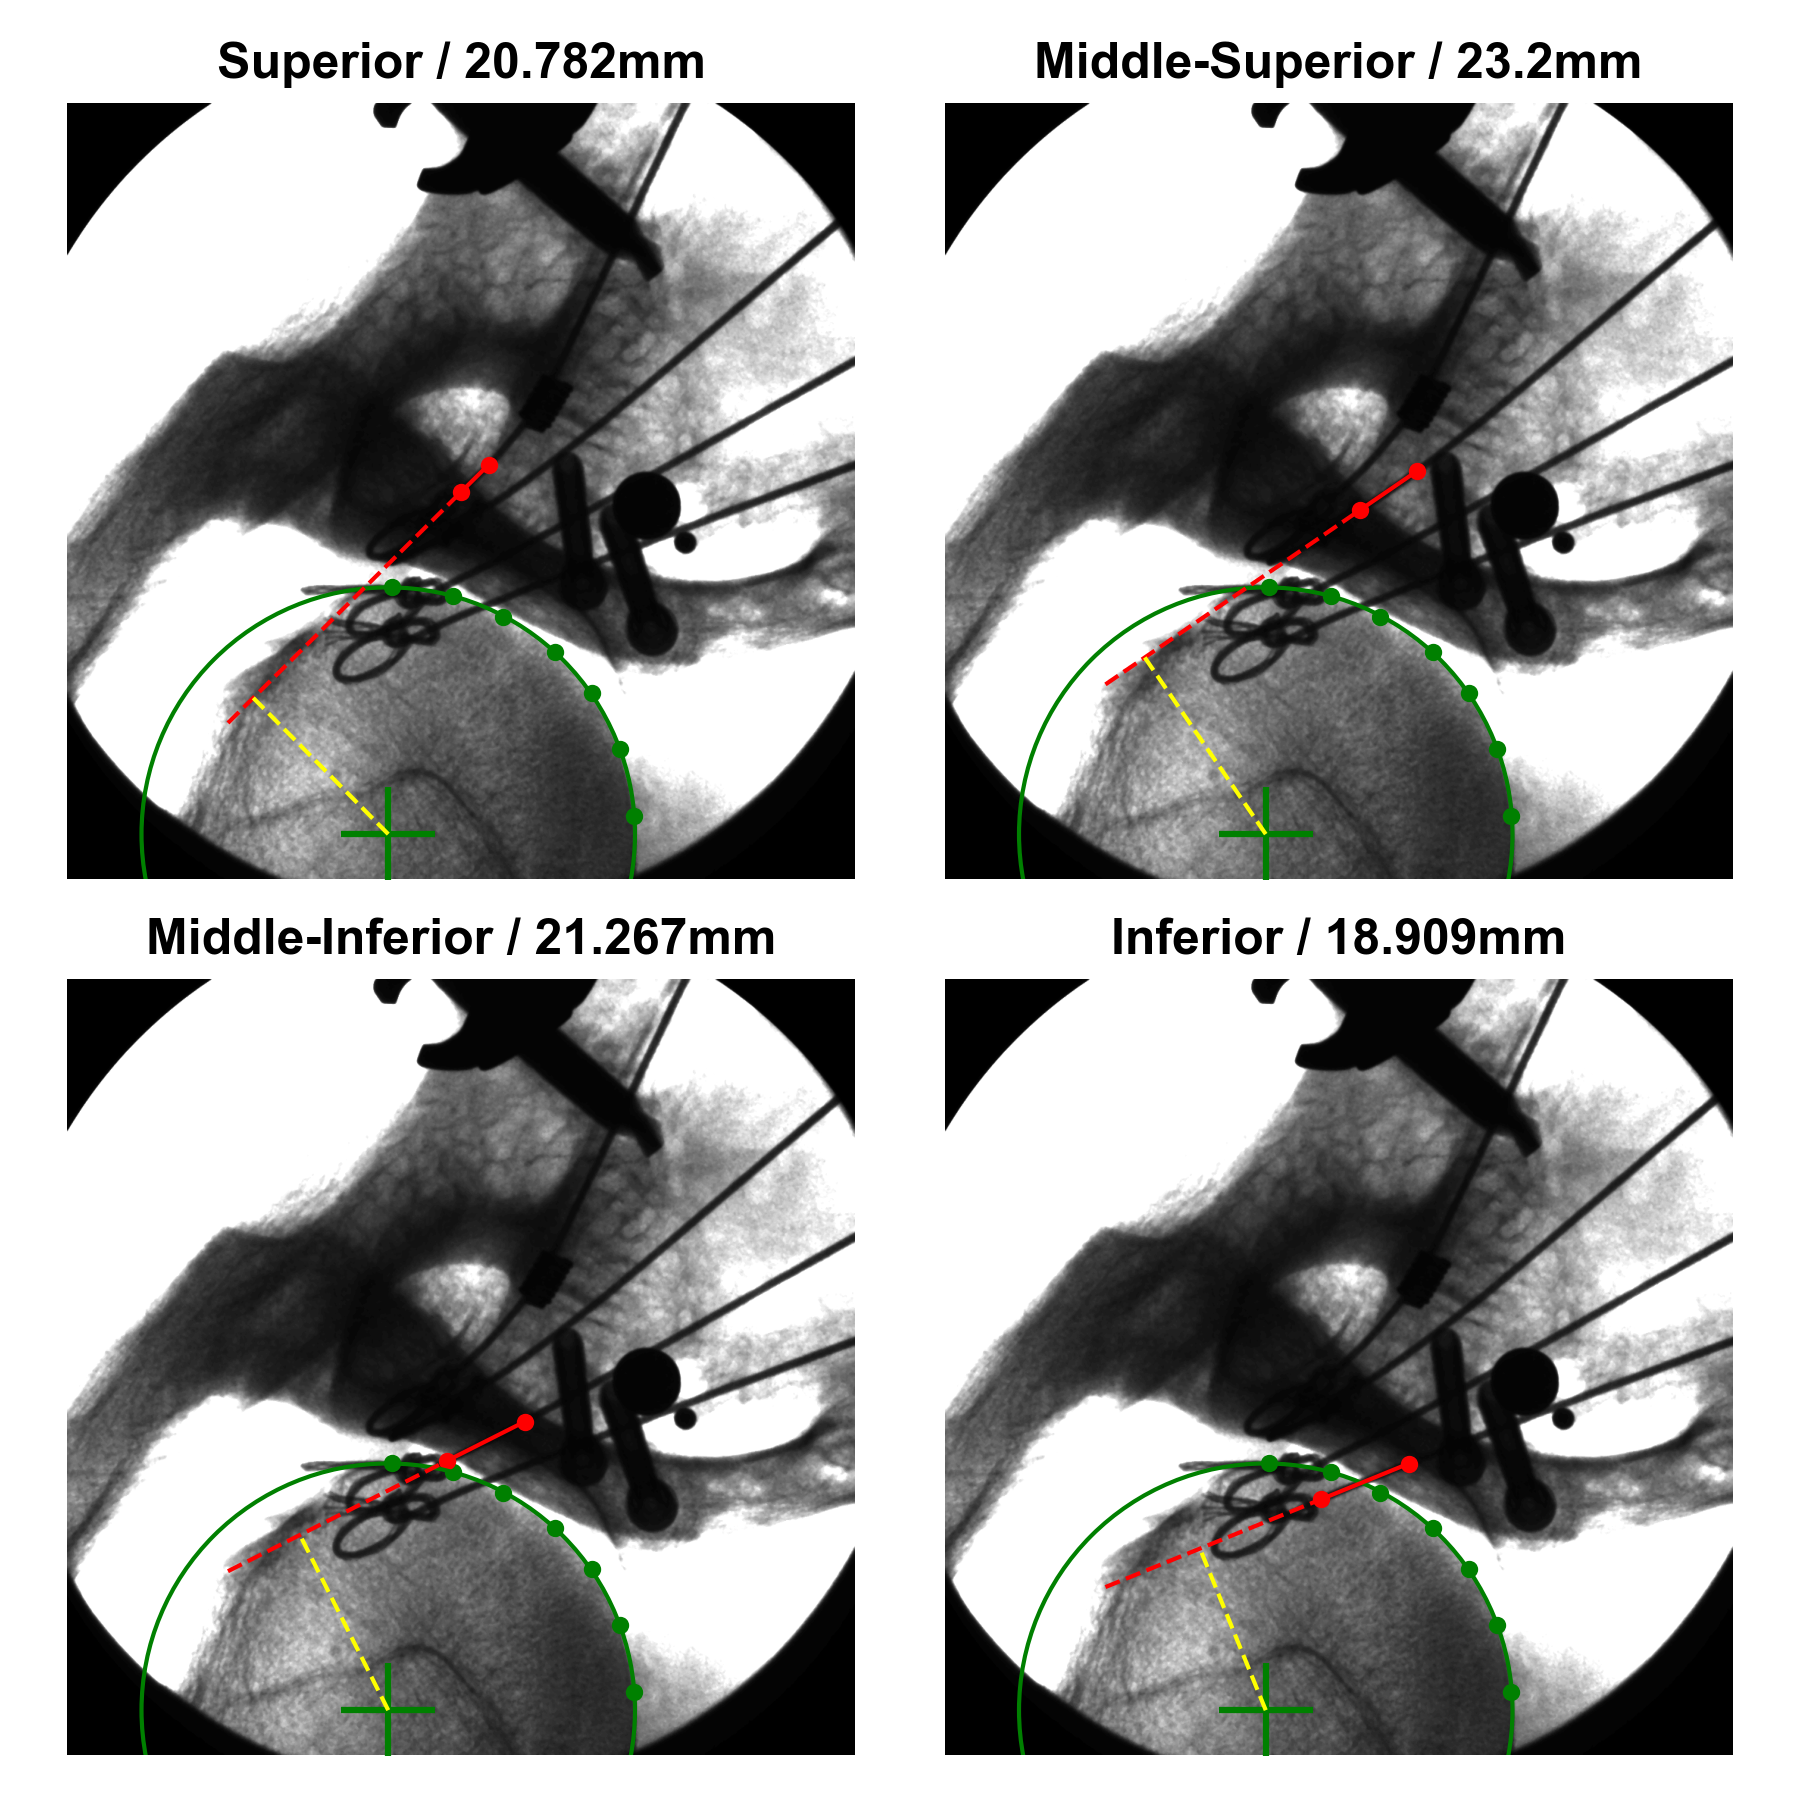 Superior / 20.782mm
Middle-Superior / 23.2mm
Middle-Inferior / 21.267mm
Inferior / 18.909mm